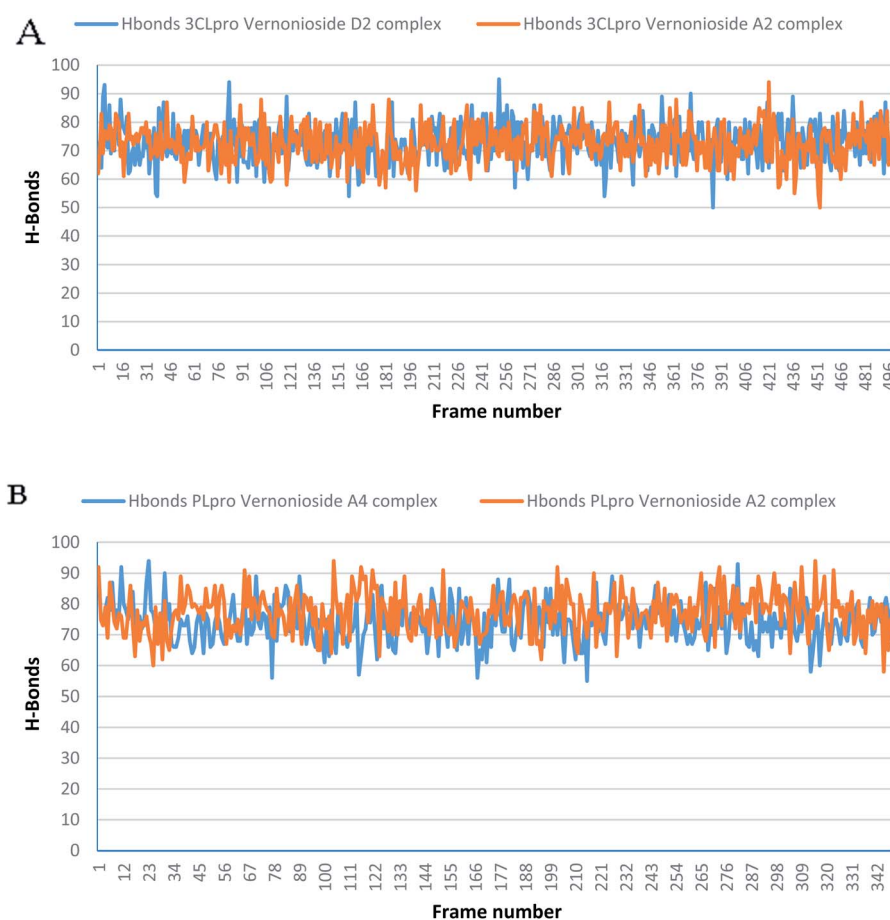 A
Hbonds 3CLpro Vernonioside D2 complex Hbonds 3CLpro Vernonioside A2 complex
100
90
80
70
60
50
40
30
20
10
0
H-Bonds
1 16 31 46 61 76 91 106 121 136 151 166 181 196 211 226 241 256 271 286 301 316 331 346 361 376 391 406 421 436 451 466 481 496
Frame number
B
Hbonds PLpro Vernonioside A4 complex Hbonds PLpro Vernonioside A2 complex
100
90
80
70
60
50
40
30
20
10
0
H-Bonds
1 12 23 34 45 56 67 78 89 100 111 122 133 144 155 166 177 188 199 210 221 232 243 254 265 276 287 298 309 320 331 342
Frame number